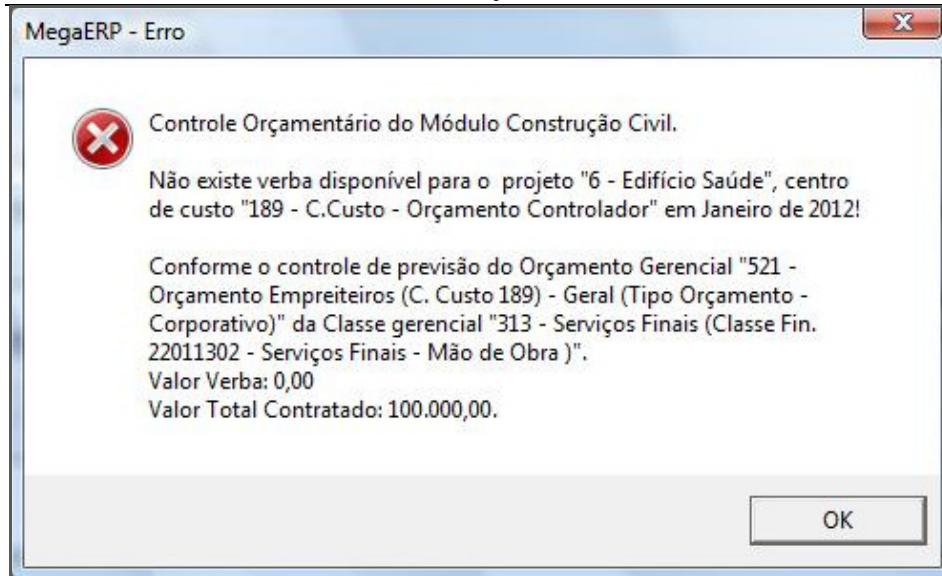 MegaERP - Erro
Controle Orçamentário do Módulo Construção Civil.
Não existe verba disponível para o  projeto "6 - Edifício Saúde", centro
de custo "189 - C.Custo - Orçamento Controlador" em Janeiro de 2012!
Conforme o controle de previsão do Orçamento Gerencial "521 -
Orçamento Empreiteiros (C. Custo 189) - Geral (Tipo Orçamento -
Corporativo)" da Classe gerencial "313 - Serviços Finais (Classe Fin.
22011302 - Serviços Finais - Mão de Obra )".
Valor Verba: 0,00
Valor Total Contratado: 100.000,00.
OK